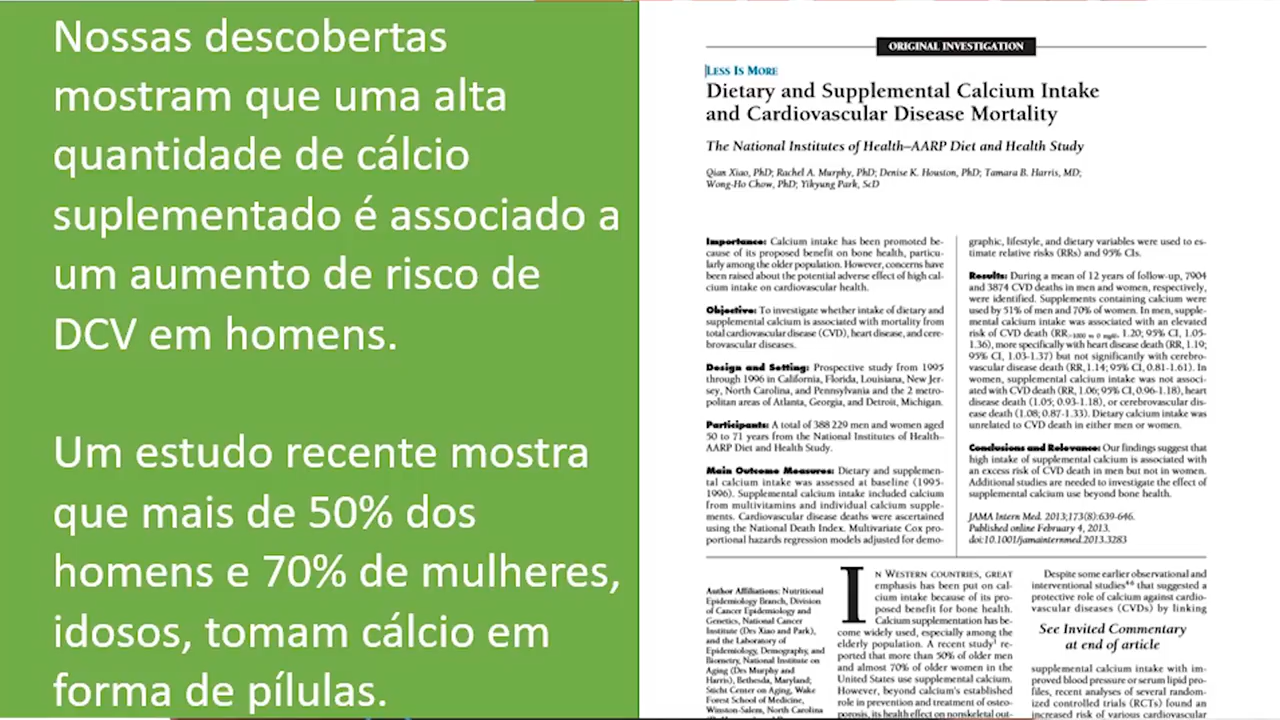 Nossas descobertas
mostram que uma alta
quantidade de cálcio
suplementado é associado a
um aumento de risco de
DCV em homens.
Um estudo recente mostra
que mais de 50% dos
homens e 70% de mulheres,
idosos, tomam cálcio em
forma de pílulas.
ORIGINAL INVESTIGATION
LESS IS MORE
Dietary and Supplemental Calcium Intake
and Cardiovascular Disease Mortality
The National Institutes of Health–AARP Diet and Health Study
Qian Xiao, PhD; Rachel A. Murphy, PhD; Denise K. Houston, PhD; Tamara B. Harris, MD;
Wong-Ho Chow, PhD; Yikyung Park, ScD
Importance: Calcium intake has been promoted be-
cause of its proposed benefit on bone health, particu-
larly among the older population. However, concerns have
been raised about the potential adverse effect of high cal-
cium intake on cardiovascular health.
Objective: To investigate whether intake of dietary and
supplemental calcium is associated with mortality from
total cardiovascular disease (CVD), heart disease, and cere-
brovascular diseases.
Design and Setting: Prospective study from 1995
through 1996 in California, Florida, Louisiana, New Jer-
sey, North Carolina, and Pennsylvania and the 2 metro-
politan areas of Atlanta, Georgia, and Detroit, Michigan.
Participants: A total of 388 229 men and women aged
50 to 71 years from the National Institutes of Health–
AARP Diet and Health Study.
Main Outcome Measures: Dietary and supplemen-
tal calcium intake was assessed at baseline (1995-
1996). Supplemental calcium intake included calcium
from multivitamins and individual calcium supple-
ments. Cardiovascular disease deaths were ascertained
using the National Death Index. Multivariate Cox pro-
portional hazards regression models adjusted for demo-
graphic, lifestyle, and dietary variables were used to es-
timate relative risks (RRs) and 95% CIs.
Results: During a mean of 12 years of follow-up, 7904
and 3874 CVD deaths in men and women, respectively,
were identified. Supplements containing calcium were
used by 51% of men and 70% of women. In men, supple-
mental calcium intake was associated with an elevated
risk of CVD death (RR 1.20; 95% CI, 1.05-
1.36), more specifically with heart disease death (RR, 1.19;
95% CI, 1.03-1.37) but not significantly with cerebro-
vascular disease death (RR, 1.14; 95% CI, 0.81-1.61). In
women, supplemental calcium intake was not associ-
ated with CVD death (RR, 1.06; 95% CI, 0.96-1.18), heart
disease death (1.05; 0.93-1.18), or cerebrovascular dis-
ease death (1.08; 0.87-1.33). Dietary calcium intake was
unrelated to CVD death in either men or women.
Conclusions and Relevance: Our findings suggest that
high intake of supplemental calcium is associated with
an excess risk of CVD death in men but not in women.
Additional studies are needed to investigate the effect of
supplemental calcium use beyond bone health.
JAMA Intern Med. 2013;173(8):639-646.
Published online February 4, 2013.
doi:10.1001/jamainternmed.2013.3283
Author Affiliations: Nutritional
Epidemiology Branch, Division
of Cancer Epidemiology and
Genetics, National Cancer
Institute (Drs Xiao and Park),
and the Laboratory of
Epidemiology, Demography, and
Biometry, National Institute on
Aging (Drs Murphy and
Harris), Bethesda, Maryland;
Sticht Center on Aging, Wake
Forest School of Medicine,
Winston-Salem, North Carolina
IN WESTERN COUNTRIES, GREAT
emphasis has been put on cal-
cium intake because of its pro-
posed benefit for bone health.
Calcium supplementation has be-
come widely used, especially among the
elderly population. A recent study1 re-
ported that more than 50% of older men
and almost 70% of older women in the
United States use supplemental calcium.
However, beyond calcium's established
role in prevention and treatment of osteo-
porosis, its health effect on nonskeletal out-
Despite some earlier observational and
interventional studies that suggested a
protective role of calcium against cardio-
vascular diseases (CVDs) by linking
See Invited Commentary
at end of article
supplemental calcium intake with im-
proved blood pressure or serum lipid pro-
files, recent analyses of several random-
ized controlled trials (RCTs) found an
increased risk of various cardiovascular